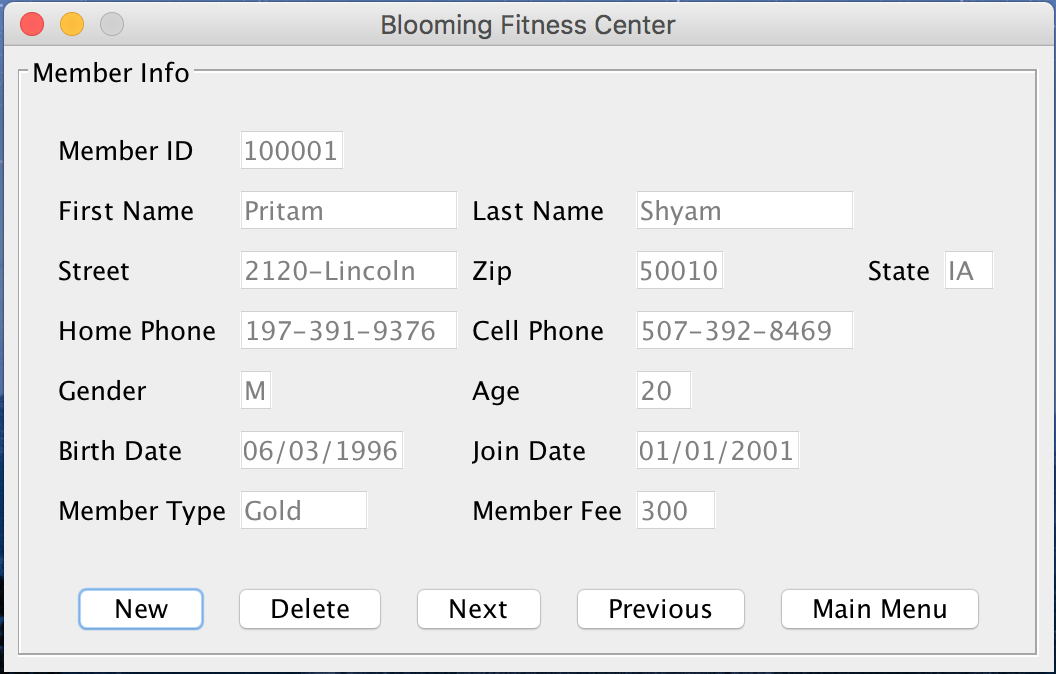 Blooming Fitness Center
Member Info
Member ID 100001
First Name Pritam Last Name Shyam
Street 2120-Lincoln Zip 50010 State IA
Home Phone 197-391-9376 Cell Phone 507-392-8469
Gender M Age 20
Birth Date 06/03/1996 Join Date 01/01/2001
Member Type Gold Member Fee 300
New Delete Next Previous Main Menu